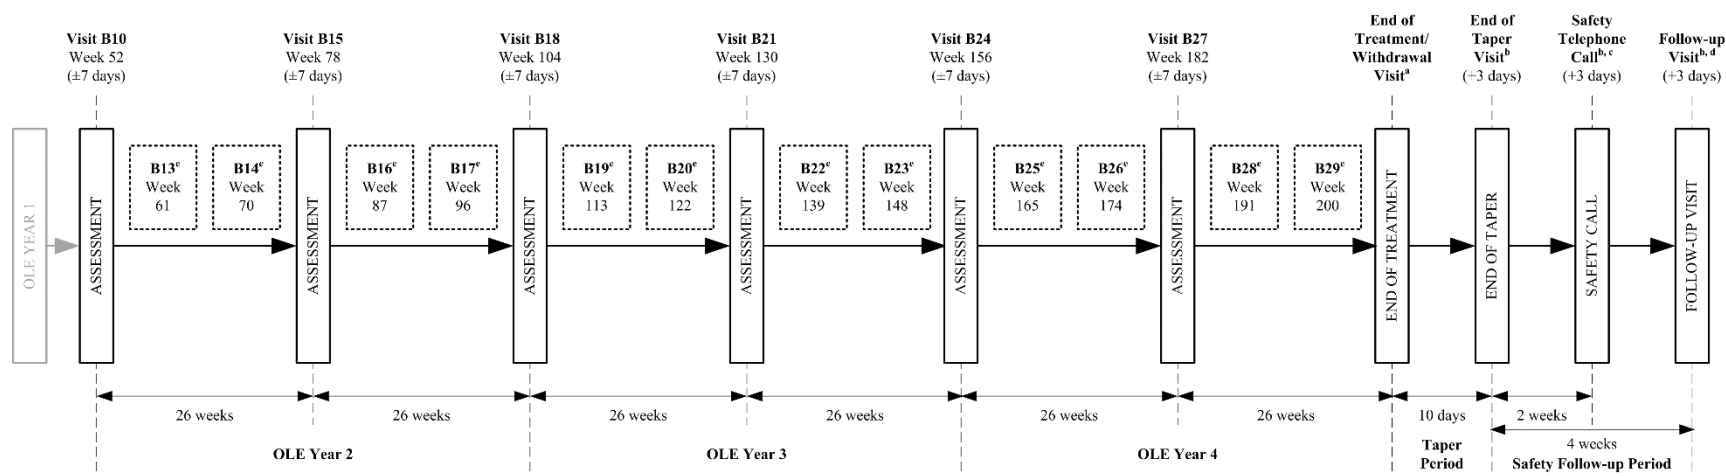 Visit B10
Week 52
(±7 days)
Visit B15
Week 78
(±7 days)
Visit B18
Week 104
(±7 days)
Visit B21
Week 130
(±7 days)
Visit B24
Week 156
(±7 days)
Visit B27
Week 182
(±7 days)
End of
Treatment/
Withdrawal
Visitᵃ
End of
Taper
Visitᵇ
(+3 days)
Safety
Telephone
Callᵇ, ᶜ
(+3 days)
Follow-up
Visitᵇ, ᵈ
(+3 days)
OLE YEAR 1
ASSESSMENT
B13ᵉ
Week
61
B14ᵉ
Week
70
ASSESSMENT
B16ᵉ
Week
87
B17ᵉ
Week
96
ASSESSMENT
B19ᵉ
Week
113
B20ᵉ
Week
122
ASSESSMENT
B22ᵉ
Week
139
B23ᵉ
Week
148
ASSESSMENT
B25ᵉ
Week
165
B26ᵉ
Week
174
ASSESSMENT
B28ᵉ
Week
191
B29ᵉ
Week
200
END OF TREATMENT
END OF TAPER
SAFETY CALL
FOLLOW-UP VISIT
26 weeks
26 weeks
26 weeks
26 weeks
26 weeks
26 weeks
10 days
2 weeks
4 weeks
OLE Year 2
OLE Year 3
OLE Year 4
Taper
Period
Safety Follow-up Period